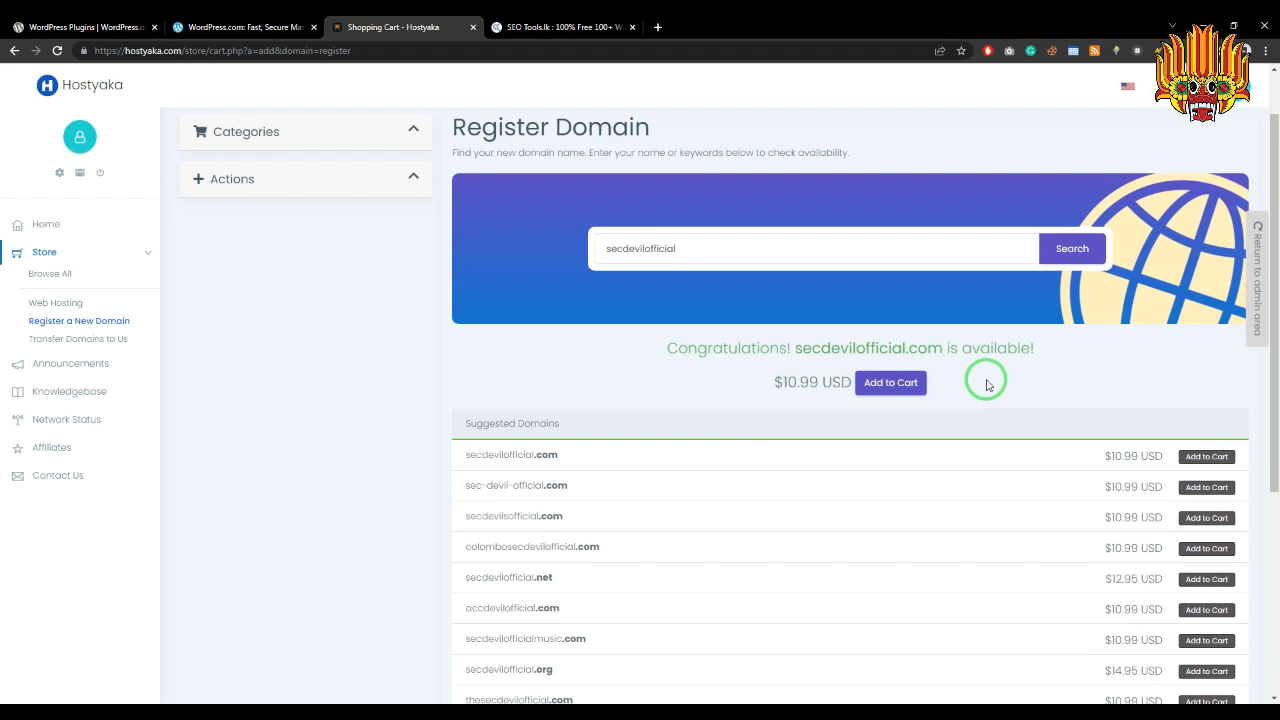 WordPress Plugins | WordPress.c
WordPress.com: Fast, Secure Ma
Shopping Cart - Hostyaka
SEO Tools.lk : 100% Free 100+ W
https://hostyaka.com/store/cart.php?a=add&domain=register
H Hostyaka
Home
Store
Browse All
Web Hosting
Register a New Domain
Transfer Domains to Us
Announcements
Knowledgebase
Network Status
Affiliates
Contact Us
Categories
Actions
Register Domain
Find your new domain name. Enter your name or keywords below to check availability.
secdevilofficial
Search
Return to admin area
Congratulations! secdevilofficial.com is available!
$10.99 USD Add to Cart
Suggested Domains
secdevilofficial.com $10.99 USD Add to Cart
sec-devil-official.com $10.99 USD Add to Cart
secdevilsofficial.com $10.99 USD Add to Cart
colombosecdevilofficial.com $10.99 USD Add to Cart
secdevilofficial.net $12.95 USD Add to Cart
accdevilofficial.com $10.99 USD Add to Cart
secdevilofficialmusic.com $10.99 USD Add to Cart
secdevilofficial.org $14.95 USD Add to Cart
thesecdevilofficial.com $10.99 USD Add to Cart